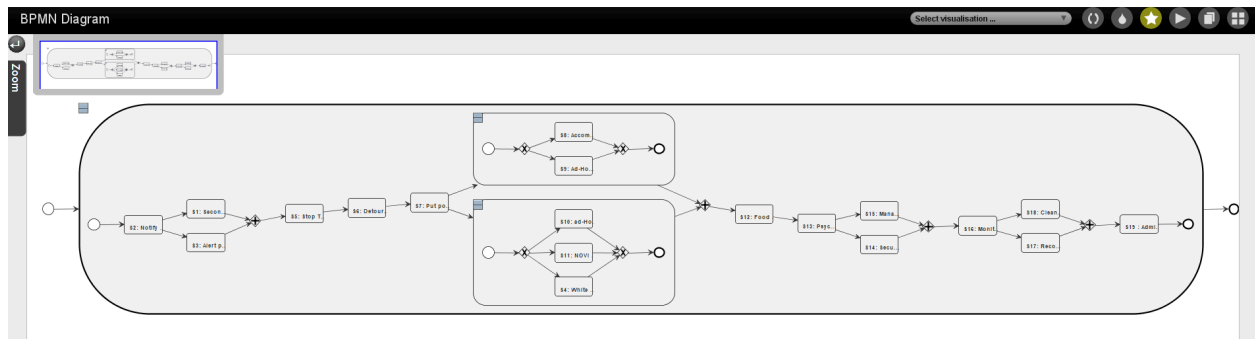 BPMN Diagram
Select visualisation ...
Zoom
S2: Notify
S1: Secon..
S3: Alert p..
S5: Stop T..
S6: Detour..
S7: Put po..
S8: Accom..
S9: Ad-Ho..
S10: ad-Ho..
S11: NOVI
S4: White ..
S12: Food
S13: Psyc..
S15: Mana..
S14: Secu..
S16: Monit..
S18: Clean..
S17: Reco..
S19: Admi..